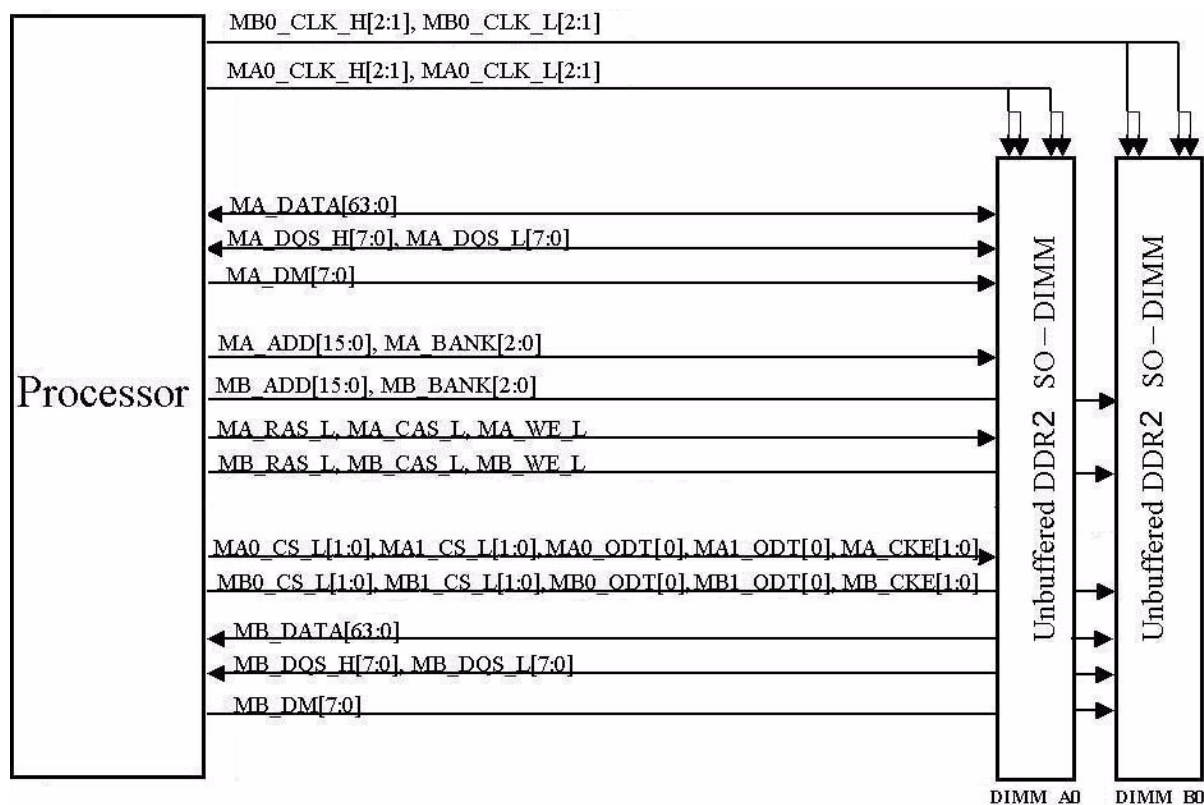 MB0_CLK_H[2:1], MB0_CLK_L[2:1]
MA0_CLK_H[2:1], MA0_CLK_L[2:1]
MA_DATA[63:0]
MA_DQS_H[7:0], MA_DQS_L[7:0]
MA_DM[7:0]
MA_ADD[15:0], MA_BANK[2:0]
Processor
MB_ADD[15:0], MB_BANK[2:0]
MA_RAS_L, MA_CAS_L, MA_WE_L
MB_RAS_L, MB_CAS_L, MB_WE_L
MA0_CS_L[1:0], MA1_CS_L[1:0], MA0_ODT[0], MA1_ODT[0], MA_CKE[1:0]
MB0_CS_L[1:0], MB1_CS_L[1:0], MB0_ODT[0], MB1_ODT[0], MB_CKE[1:0]
MB_DATA[63:0]
MB_DQS_H[7:0], MB_DQS_L[7:0]
MB_DM[7:0]
Unbuffered DDR2 SO-DIMM
Unbuffered DDR2 SO-DIMM
DIMM_A0
DIMM_B0